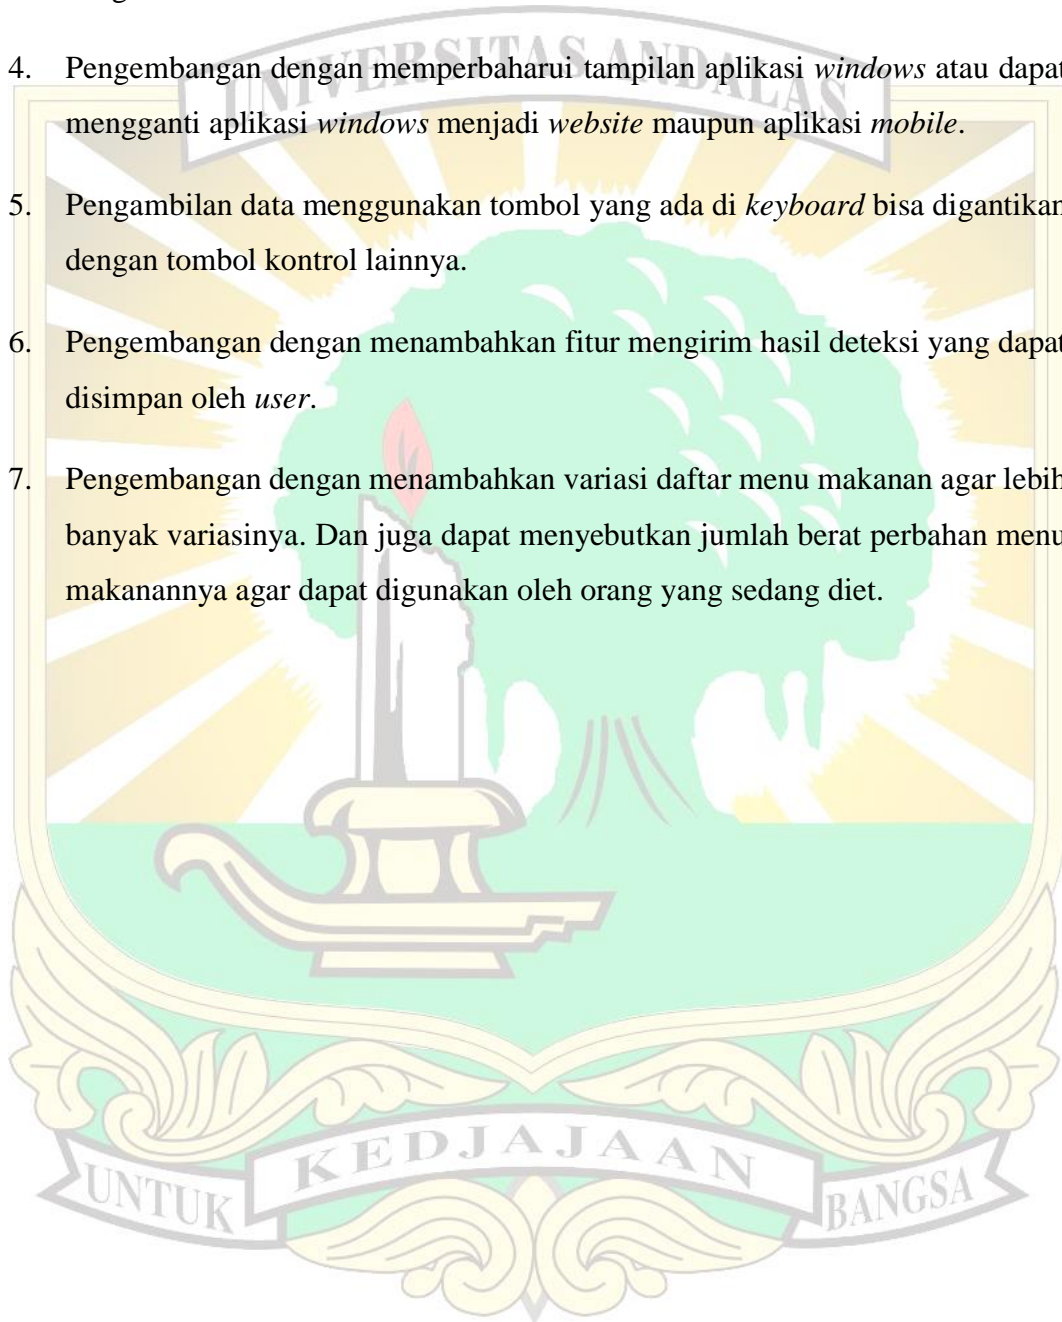 UNIVERSITAS ANDALAS
4. Pengembangan dengan memperbaharui tampilan aplikasi windows atau dapat
mengganti aplikasi windows menjadi website maupun aplikasi mobile.
5. Pengambilan data menggunakan tombol yang ada di keyboard bisa digantikan
dengan tombol kontrol lainnya.
6. Pengembangan dengan menambahkan fitur mengirim hasil deteksi yang dapat
disimpan oleh user.
7. Pengembangan dengan menambahkan variasi daftar menu makanan agar lebih
banyak variasinya. Dan juga dapat menyebutkan jumlah berat perbahan menu
makanannya agar dapat digunakan oleh orang yang sedang diet.
UNTUK KEDJAJAAN BANGSA